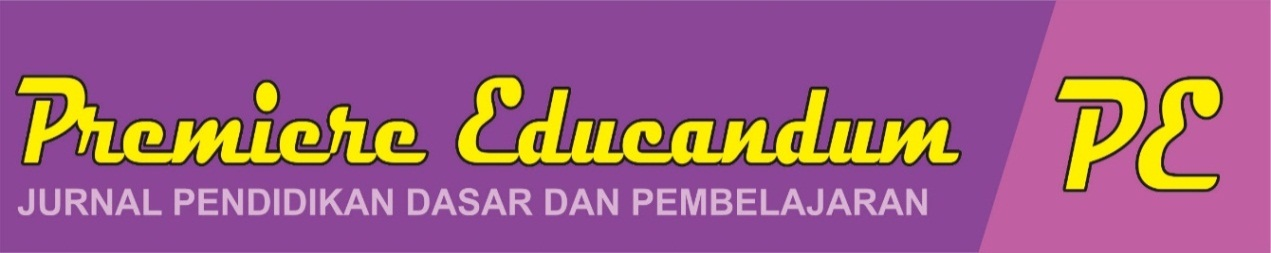 Premiere Educandum
JURNAL PENDIDIKAN DASAR DAN PEMBELAJARAN
PE